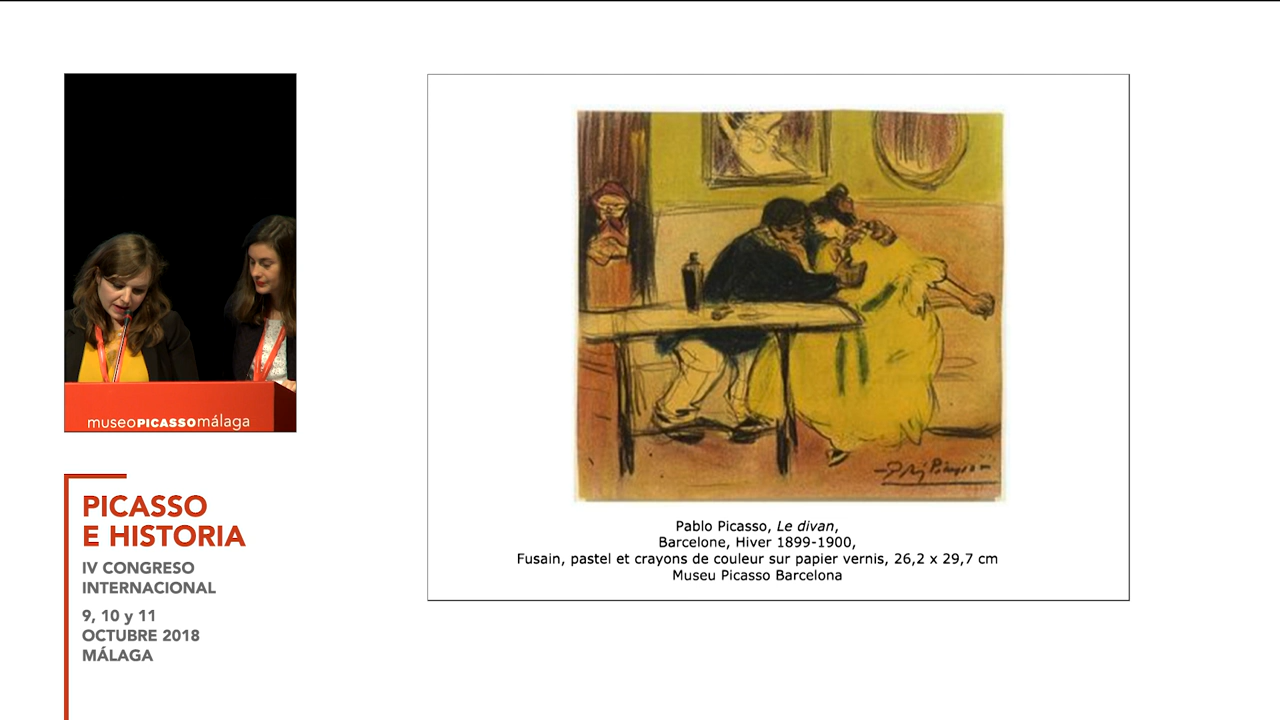 museoPICASSOmálaga
PICASSO
E HISTORIA
IV CONGRESO
INTERNACIONAL
9, 10 y 11
OCTUBRE 2018
MÁLAGA
Pablo Picasso, Le divan,
Barcelone, Hiver 1899-1900,
Fusain, pastel et crayons de couleur sur papier vernis, 26,2 x 29,7 cm
Museu Picasso Barcelona